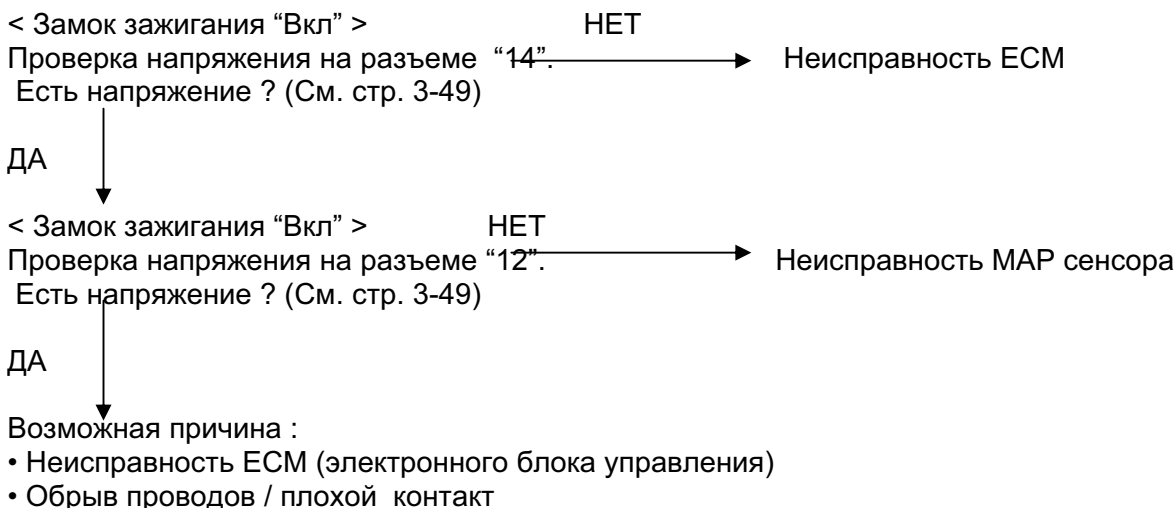 < Замок зажигания “Вкл” > НЕТ
Проверка напряжения на разъеме “14”. Неисправность ECM
Есть напряжение ? (См. стр. 3-49)
ДА
< Замок зажигания “Вкл” > НЕТ
Проверка напряжения на разъеме “12”. Неисправность MAP сенсора
Есть напряжение ? (См. стр. 3-49)
ДА
Возможная причина :
• Неисправность ECM (электронного блока управления)
• Обрыв проводов / плохой контакт